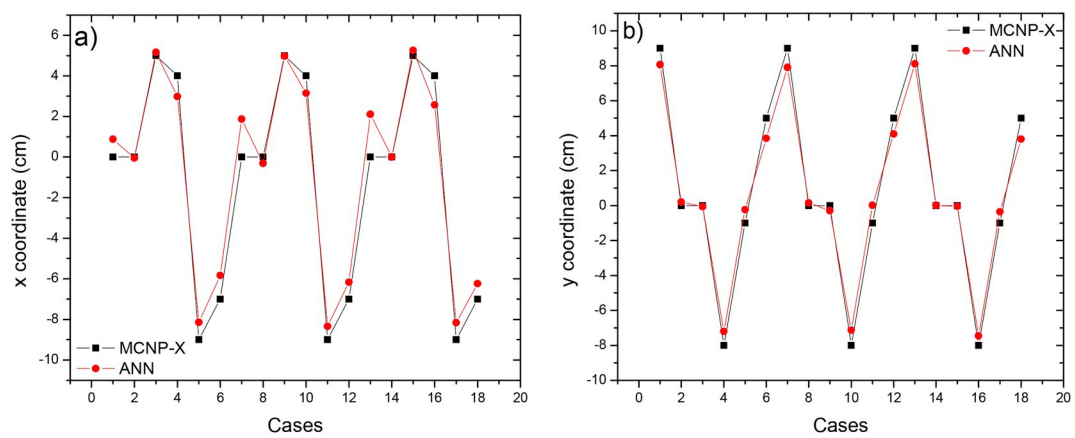 a)
6
4
2
0
-2
-4
-6
-8
-10
x coordinate (cm)
MCNP-X
ANN
0 2 4 6 8 10 12 14 16 18 20
Cases
b)
MCNP-X
ANN
10
8
6
4
2
0
-2
-4
-6
-8
-10
y coordinate (cm)
0 2 4 6 8 10 12 14 16 18 20
Cases